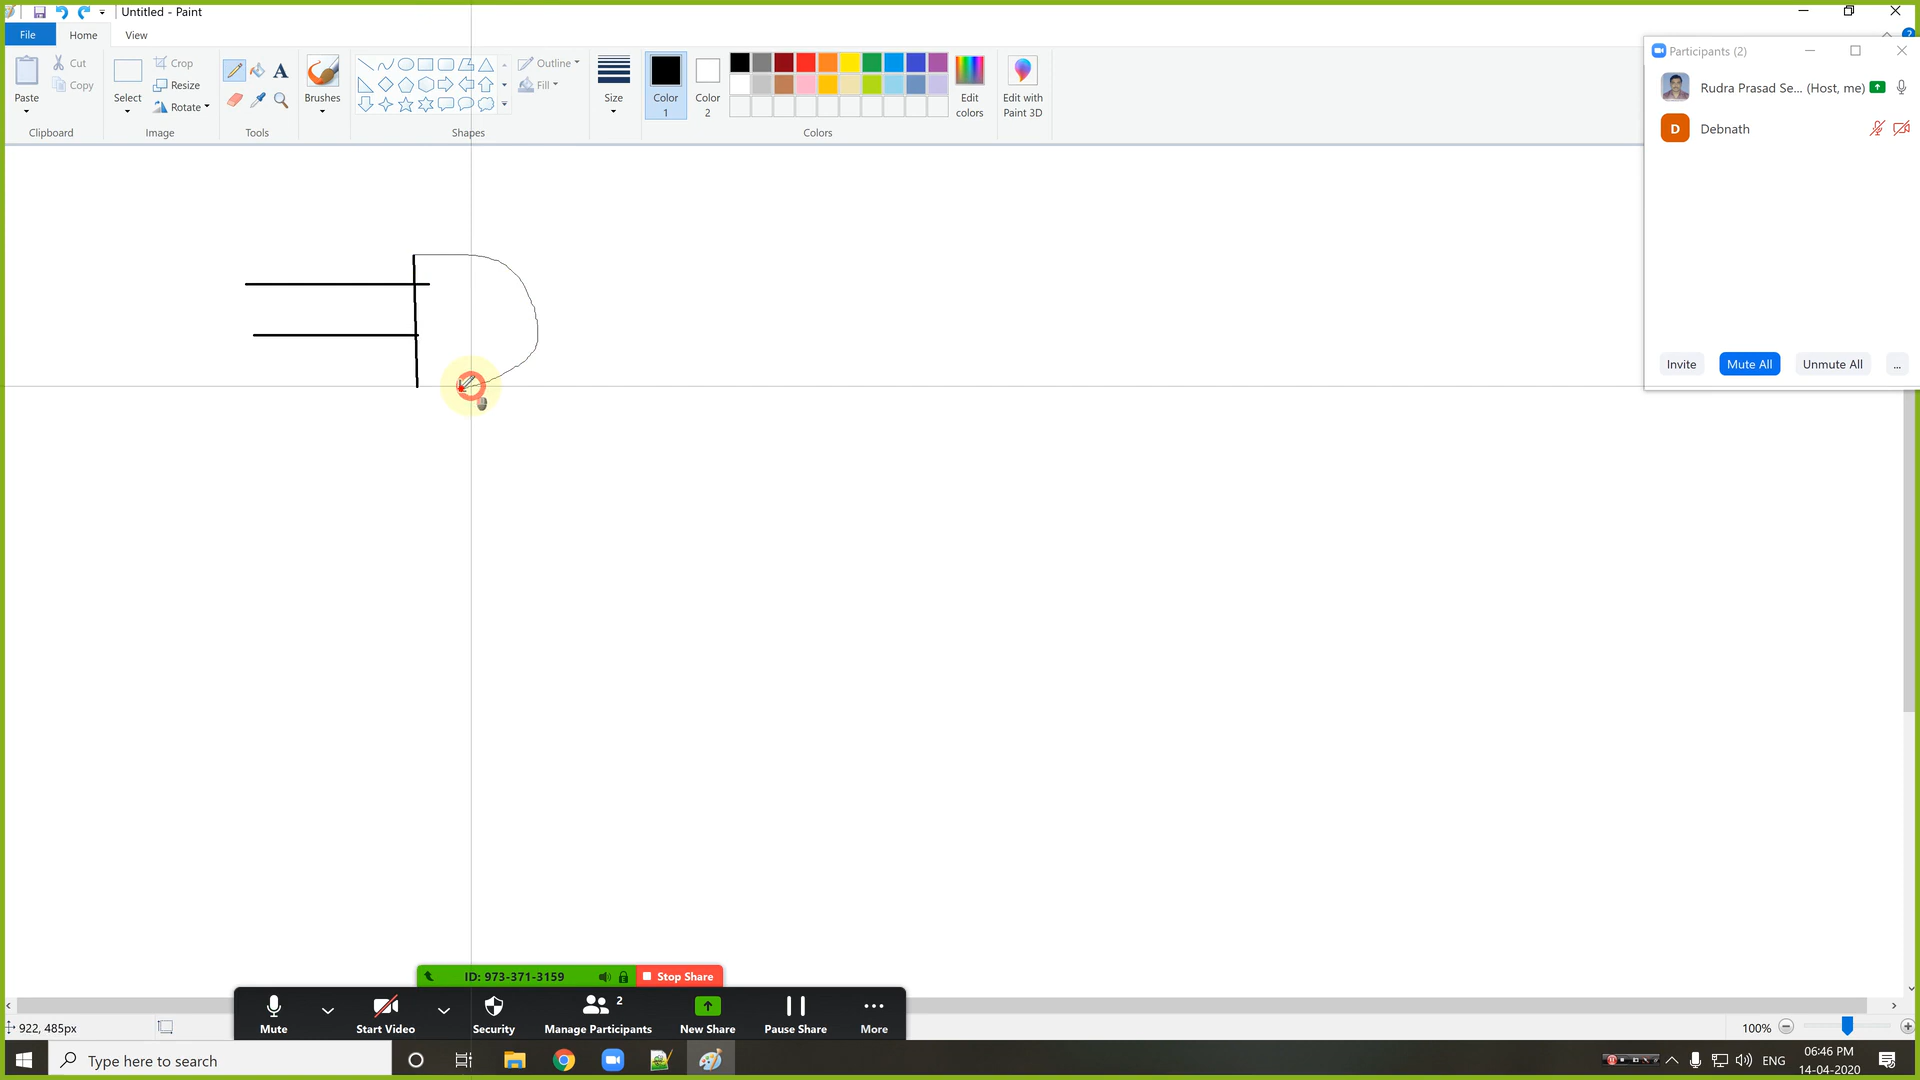 Untitled - Paint
File Home View
Paste
Cut
Copy
Clipboard
Select
Crop
Resize
Rotate
Image
A
Tools
Brushes
Shapes
Outline
Fill
Size
Color 1
Color 2
Colors
Edit colors
Edit with Paint 3D
?
Participants (2)
Rudra Prasad Se... (Host, me)
D Debnath
Invite Mute All Unmute All ...
ID: 973-371-3159 Stop Share
Mute Start Video Security Manage Participants 2 New Share Pause Share More
922, 485px
100%
Type here to search
ENG
06:46 PM
14-04-2020